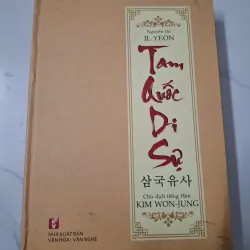 Nguyên tác
IL YEON
Tam
Quốc
Di
Sự
삼국유사
Chú dịch tiếng Hàn
KIM WON-JUNG
NHÀ XUẤT BẢN
VĂN HÓA - VĂN NGHỆ